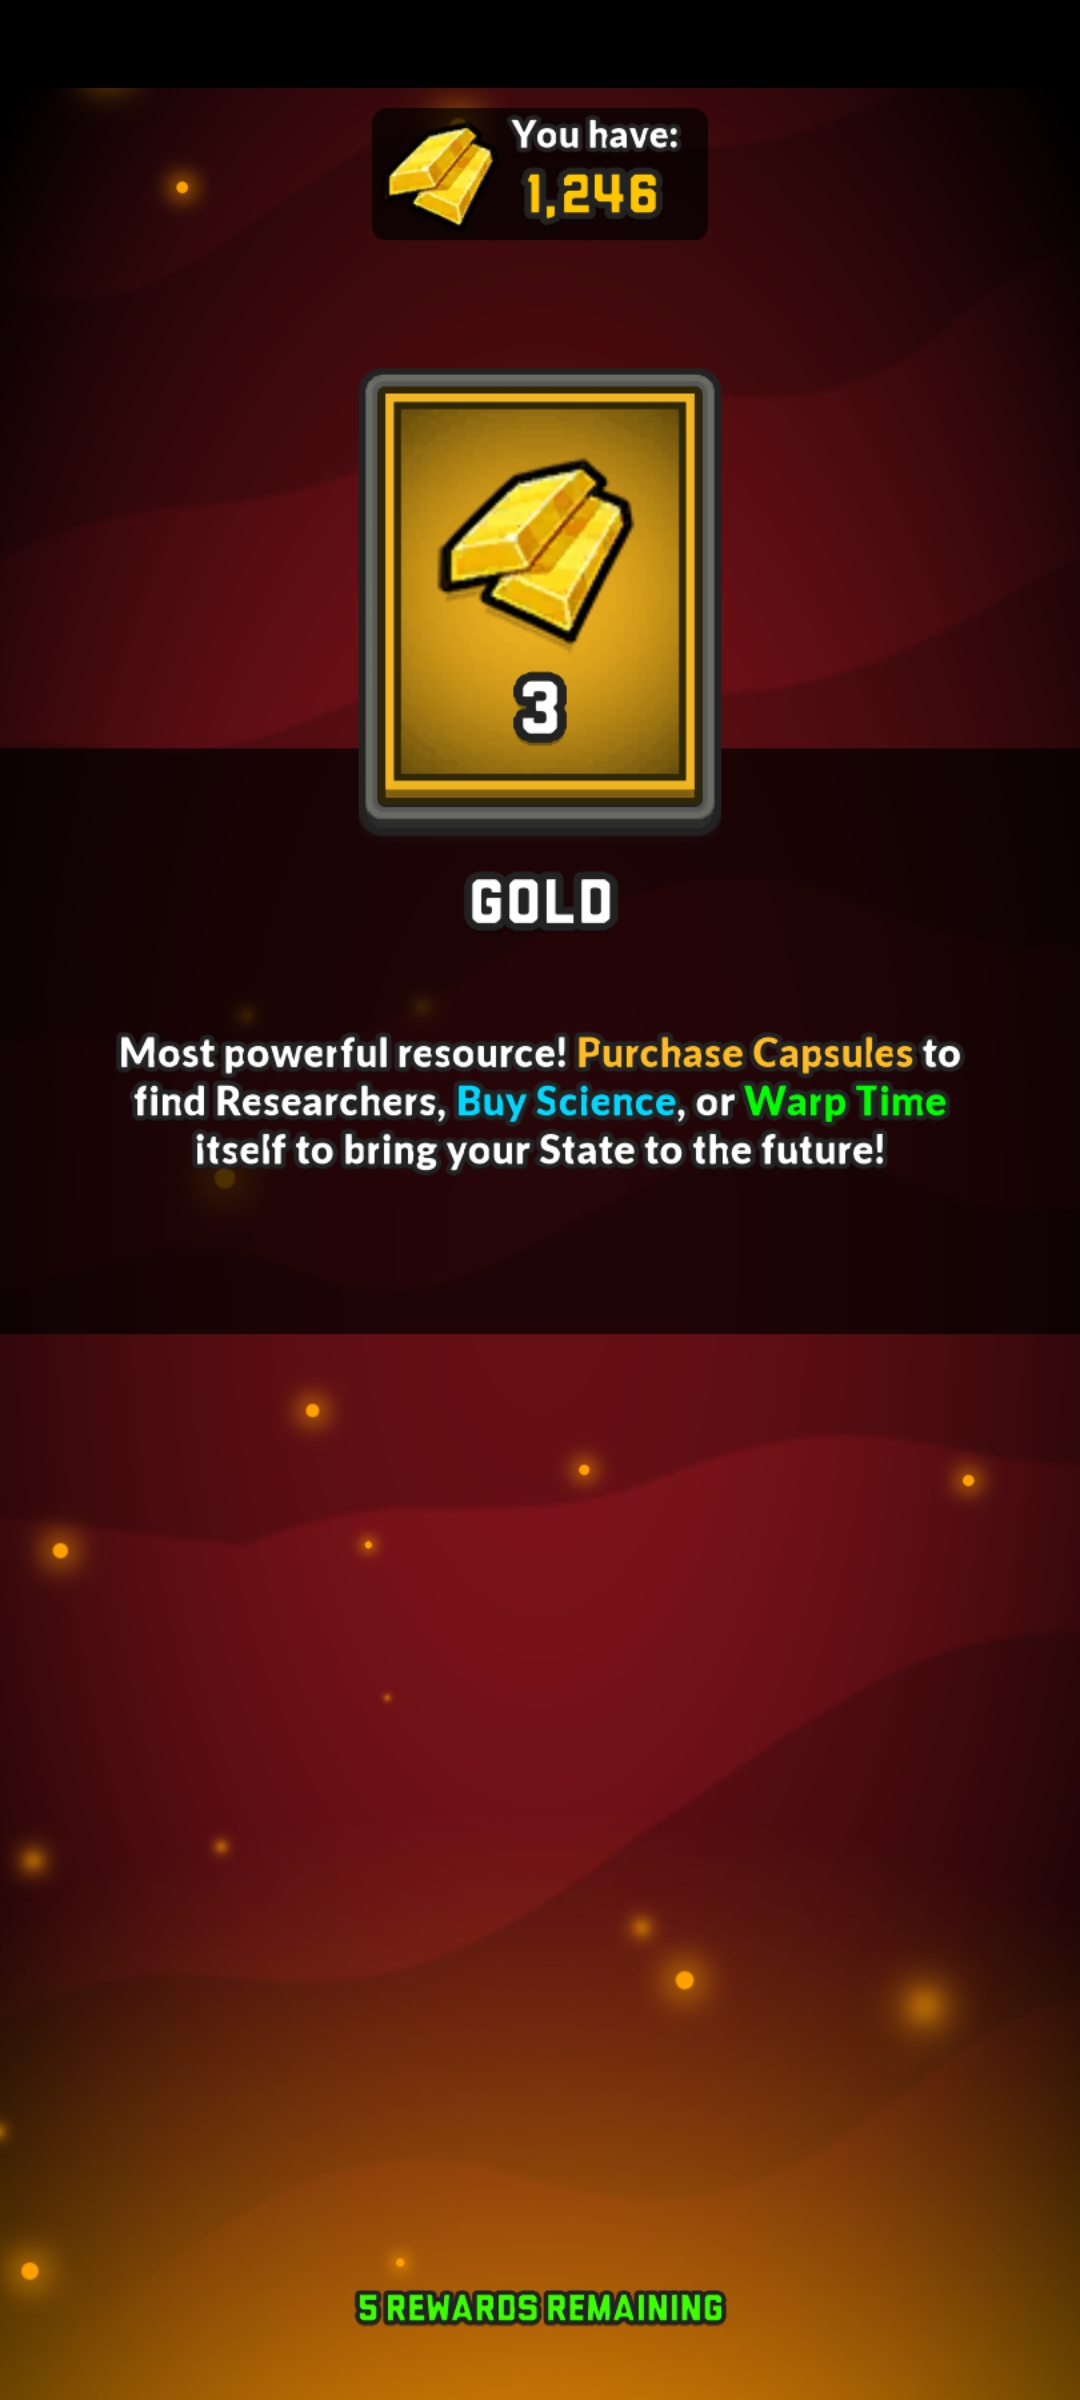 You have:
1,246
3
GOLD
Most powerful resource! Purchase Capsules to
find Researchers, Buy Science, or Warp Time
itself to bring your State to the future!
5 REWARDS REMAINING